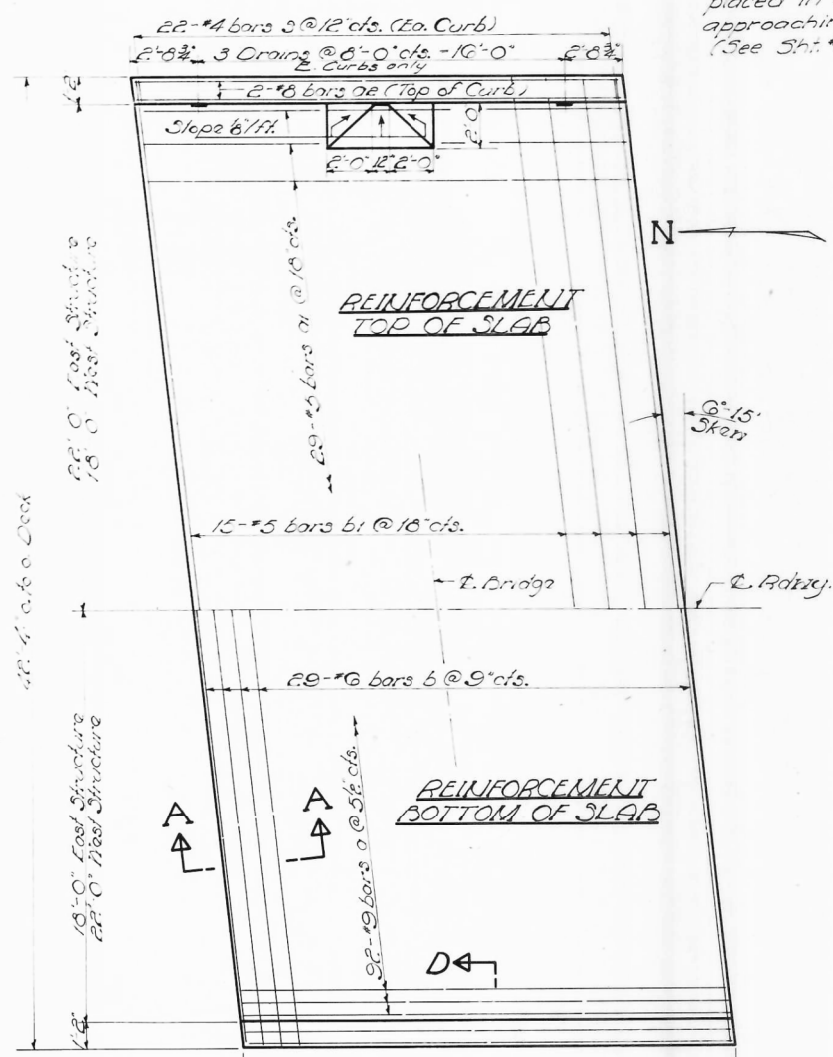 placed in
approaching
(See Sht.
22-#4 bars s @ 12" cts. (Ea. Curb)
2'-8¾" 3 Drains @ 8'-0" cts. - 16'-0" 2'-8¾"
E. Curbs only
1'-2"
2-#8 bars a2 (Top of Curb)
Slope 1/8"/ft.
2'-0"
2'-0" 12" 2'-0"
N
29-#5 bars a1 @ 18" cts.
REINFORCEMENT
TOP OF SLAB
22'-0" East Structure
18'-0" West Structure
6°-15'
Skew
15-#5 bars b1 @ 18" cts.
℄ Bridge
℄ Rdwy.
42'-4" o. to o. Deck
29-#6 bars b @ 9" cts.
92-#9 bars a @ 5½" cts.
REINFORCEMENT
BOTTOM OF SLAB
A A
18'-0" East Structure
22'-0" West Structure
D
1'-2"